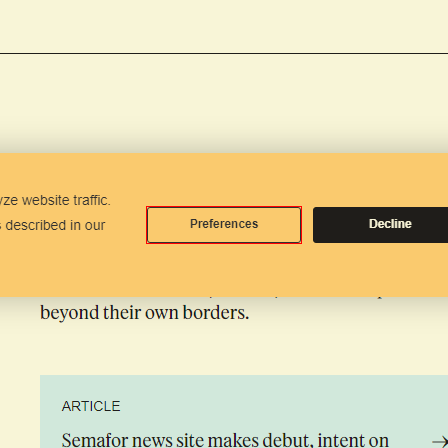 yze website traffic.
s described in our
Preferences
Decline
beyond their own borders.
ARTICLE
Semafor news site makes debut, intent on